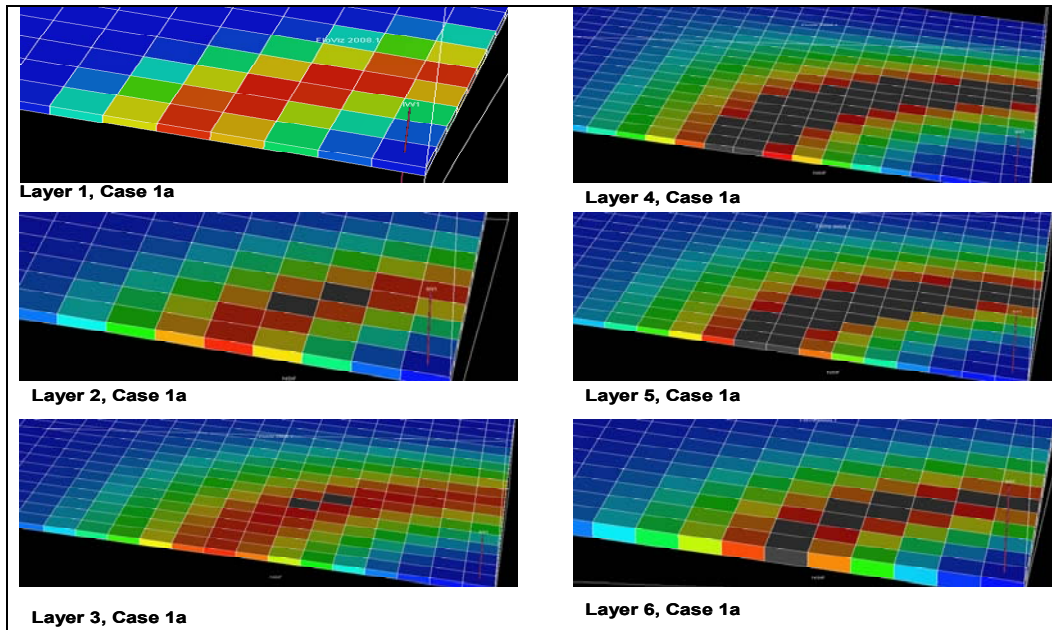 FloViz 2008.1
IW1
Layer 1, Case 1a
Layer 4, Case 1a
Layer 2, Case 1a
Layer 5, Case 1a
Layer 3, Case 1a
Layer 6, Case 1a